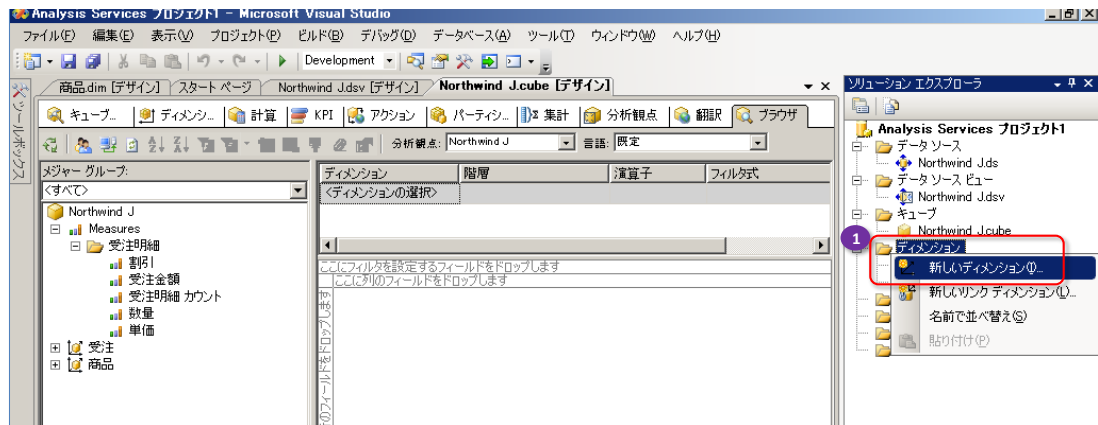 Analysis Services プロジェクト1 - Microsoft Visual Studio
ファイル(F) 編集(E) 表示(V) プロジェクト(P) ビルド(B) デバッグ(D) データベース(A) ツール(T) ウィンドウ(W) ヘルプ(H)
Development
商品.dim [デザイン] スタート ページ Northwind J.dsv [デザイン] Northwind J.cube [デザイン]
キューブ... ディメンシ... 計算 KPI アクション パーティシ... 集計 分析観点 翻訳 ブラウザ
分析観点: Northwind J 言語: 既定
ツールボックス
メジャー グループ:
<すべて>
Northwind J
Measures
受注明細
割引
受注金額
受注明細 カウント
数量
単価
受注
商品
ディメンション 階層 演算子 フィルタ式
<ディメンションの選択>
ここにフィルタを設定するフィールドをドロップします
ここに列のフィールドをドロップします
のフィールドをドロップします
ソリューション エクスプローラ
Analysis Services プロジェクト1
データ ソース
Northwind J.ds
データ ソース ビュー
Northwind J.dsv
キューブ
Northwind J.cube
1
ディメンション
新しいディメンション(D)...
新しいリンク ディメンション(L)...
名前で並べ替え(S)
貼り付け(P)